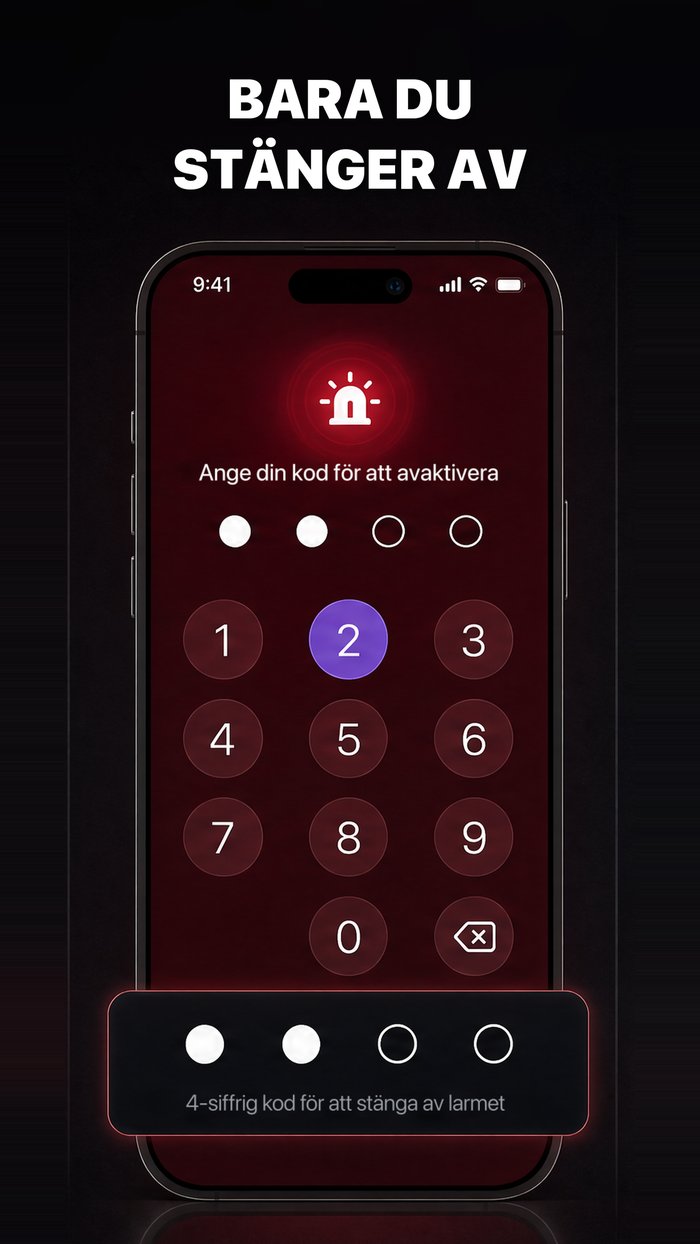 BARA DU
STÄNGER AV
9:41
Ange din kod för att avaktivera
1 2 3
4 5 6
7 8 9
0
4-siffrig kod för att stänga av larmet